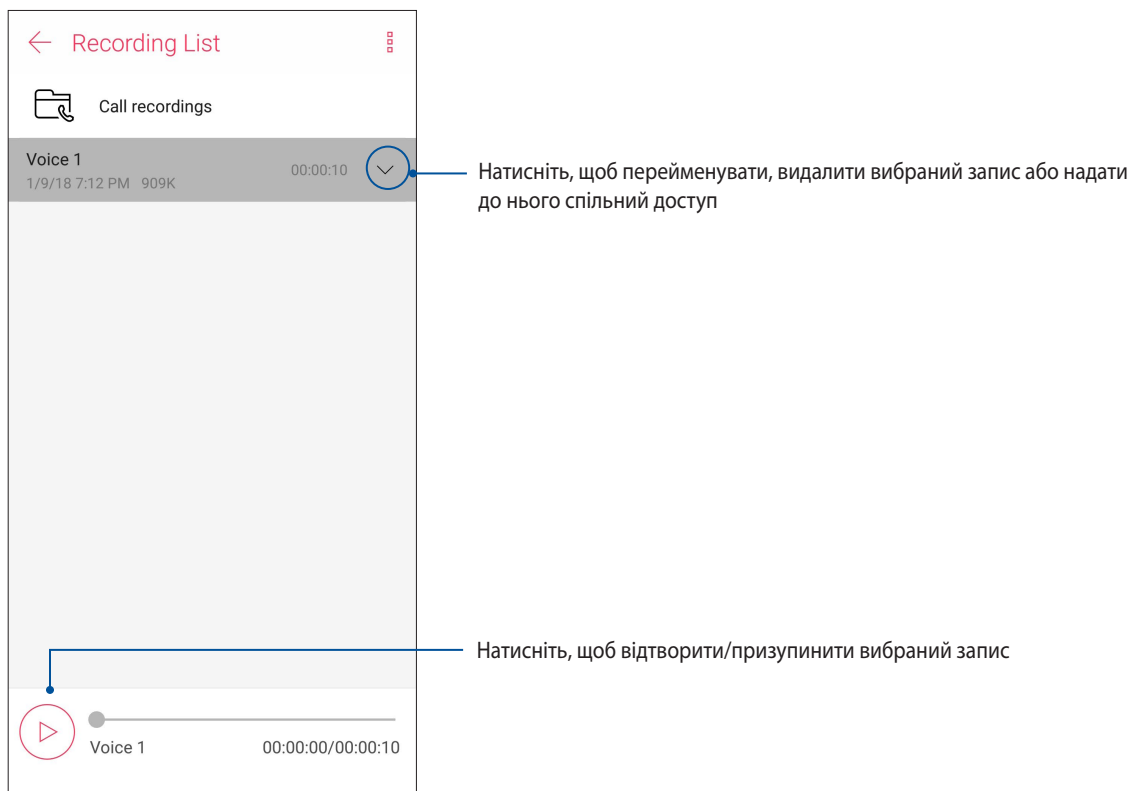 Recording List
Call recordings
Voice 1
00:00:10
1/9/18 7:12 PM 909K
Натисніть, щоб перейменувати, видалити вибраний запис або надати
до нього спільний доступ
Натисніть, щоб відтворити/призупинити вибраний запис
Voice 1
00:00:00/00:00:10